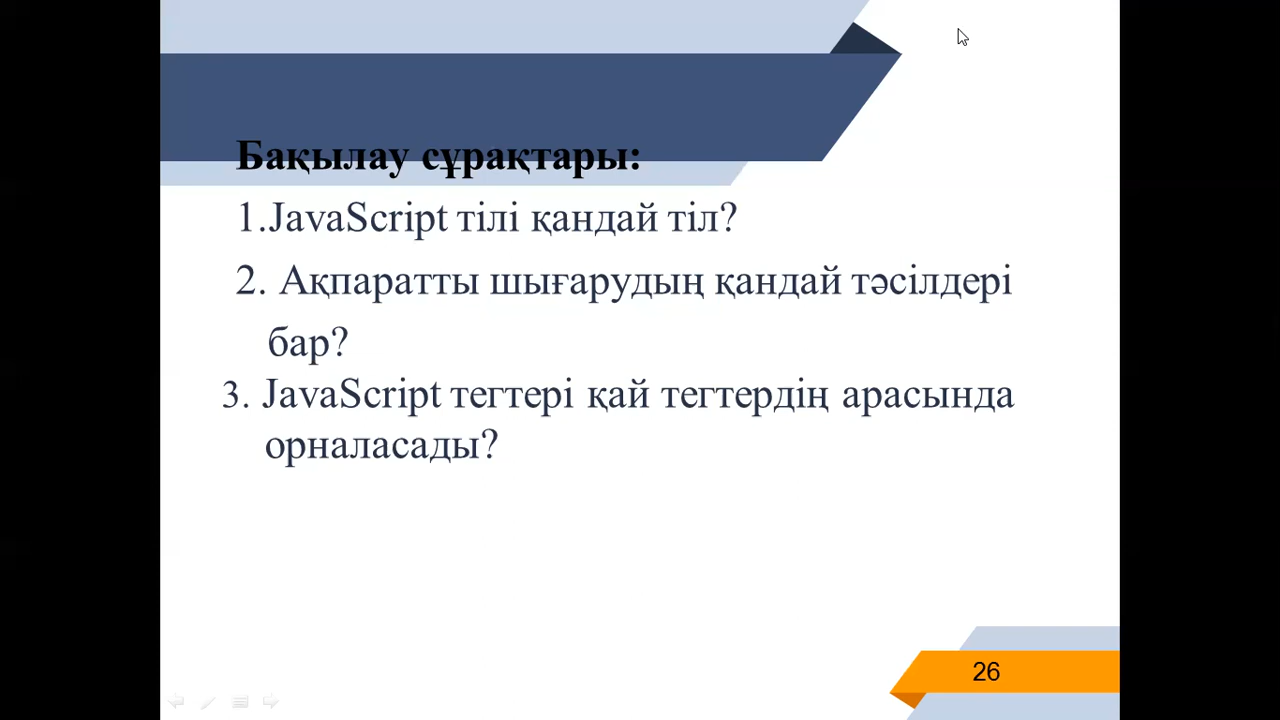 Бақылау сұрақтары:
1.JavaScript тілі қандай тіл?
2. Ақпаратты шығарудың қандай тәсілдері
бар?
3. JavaScript тегтері қай тегтердің арасында
орналасады?
26